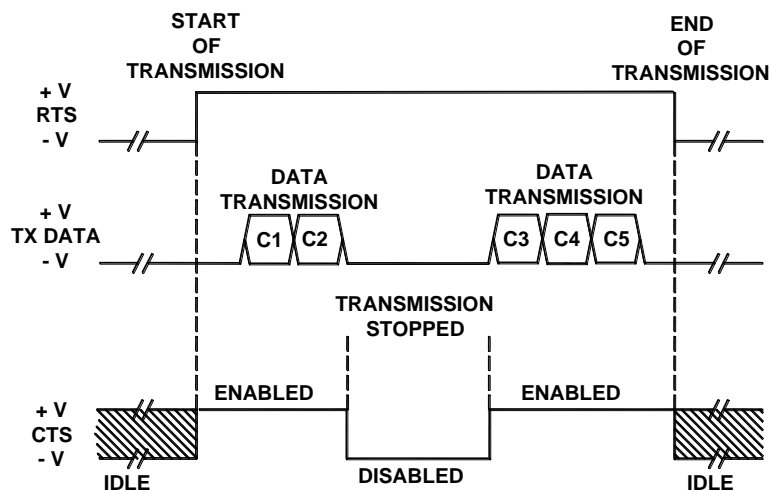 START
OF
TRANSMISSION
END
OF
TRANSMISSION
+ V
RTS
- V
DATA
TRANSMISSION
DATA
TRANSMISSION
+ V
TX DATA
- V
C1 C2
C3 C4 C5
TRANSMISSION
STOPPED
ENABLED
ENABLED
+ V
CTS
- V
IDLE
DISABLED
IDLE